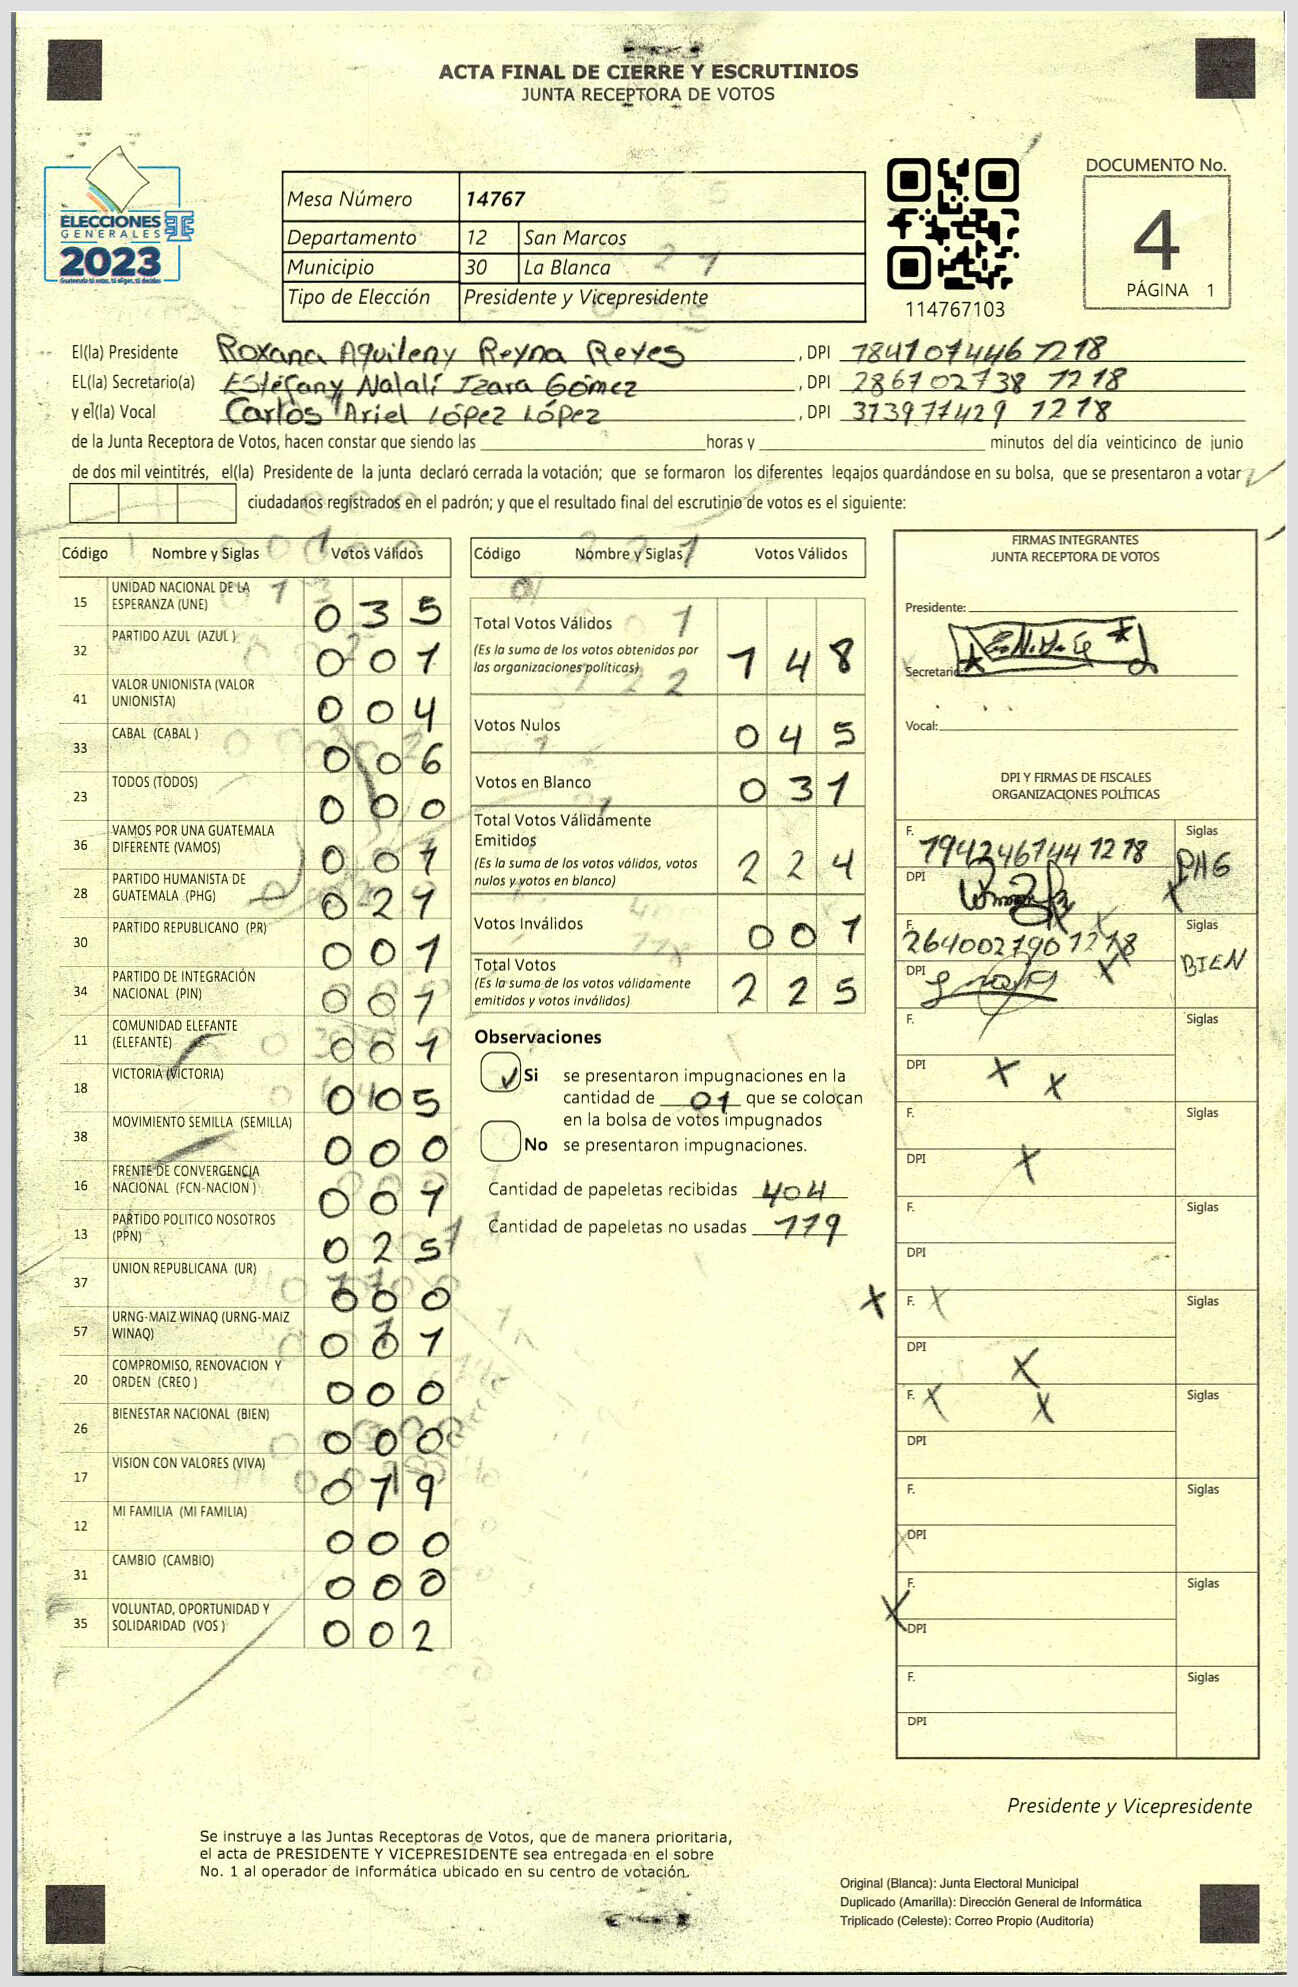 ACTA FINAL DE CIERRE Y ESCRUTINIOS
JUNTA RECEPTORA DE VOTOS
ELECCIONES
GENERALES
2023
Mesa Número 14767
Departamento 12 San Marcos
Municipio 30 La Blanca
Tipo de Elección Presidente y Vicepresidente
114767103
DOCUMENTO No.
4
PÁGINA 1
El(la) Presidente Roxana Aquileny Reyna Reyes , DPI 1841014461218
EL(la) Secretario(a) Estéfany Natalí Izara Gómez , DPI 2867027381218
y el(la) Vocal Carlos Ariel López López , DPI 3139774291218
de la Junta Receptora de Votos, hacen constar que siendo las horas y minutos del día veinticinco de junio
de dos mil veintitrés, el(la) Presidente de la junta declaró cerrada la votación; que se formaron los diferentes legajos guardándose en su bolsa, que se presentaron a votar
ciudadanos registrados en el padrón; y que el resultado final del escrutinio de votos es el siguiente:
Código Nombre y Siglas Votos Válidos
15 UNIDAD NACIONAL DE LA ESPERANZA (UNE) 035
32 PARTIDO AZUL (AZUL ) 001
41 VALOR UNIONISTA (VALOR UNIONISTA) 004
33 CABAL (CABAL ) 006
23 TODOS (TODOS) 000
36 VAMOS POR UNA GUATEMALA DIFERENTE (VAMOS) 001
28 PARTIDO HUMANISTA DE GUATEMALA (PHG) 021
30 PARTIDO REPUBLICANO (PR) 001
34 PARTIDO DE INTEGRACIÓN NACIONAL (PIN) 001
11 COMUNIDAD ELEFANTE (ELEFANTE) 001
18 VICTORIA (VICTORIA) 005
38 MOVIMIENTO SEMILLA (SEMILLA) 000
16 FRENTE DE CONVERGENCIA NACIONAL (FCN-NACION ) 001
13 PARTIDO POLITICO NOSOTROS (PPN) 025
37 UNION REPUBLICANA (UR) 000
57 URNG-MAIZ WINAQ (URNG-MAIZ WINAQ)
20 COMPROMISO, RENOVACION Y ORDEN (CREO ) 000
26 BIENESTAR NACIONAL (BIEN) 000
17 VISION CON VALORES (VIVA) 019
12 MI FAMILIA (MI FAMILIA) 000
31 CAMBIO (CAMBIO) 000
35 VOLUNTAD, OPORTUNIDAD Y SOLIDARIDAD (VOS ) 002
Código Nombre y Siglas Votos Válidos
Total Votos Válidos
(Es la suma de los votos obtenidos por las organizaciones políticas) 148
Votos Nulos 045
Votos en Blanco 031
Total Votos Válidamente Emitidos
(Es la suma de los votos válidos, votos nulos y votos en blanco) 224
Votos Inválidos 001
Total Votos
(Es la suma de los votos válidamente emitidos y votos inválidos) 225
Observaciones
Si se presentaron impugnaciones en la
cantidad de 01 que se colocan
en la bolsa de votos impugnados
No se presentaron impugnaciones.
Cantidad de papeletas recibidas 404
Cantidad de papeletas no usadas 179
FIRMAS INTEGRANTES
JUNTA RECEPTORA DE VOTOS
Presidente:
Secretario
Vocal:
DPI Y FIRMAS DE FISCALES
ORGANIZACIONES POLÍTICAS
F. 1942467441218 Siglas
DPI PHG
F. 2640021901218 Siglas
DPI BIEN
F. Siglas
DPI
F. Siglas
DPI
F. Siglas
DPI
F. Siglas
DPI
F. Siglas
DPI
F. Siglas
DPI
F. Siglas
DPI
F. Siglas
DPI
Presidente y Vicepresidente
Se instruye a las Juntas Receptoras de Votos, que de manera prioritaria,
el acta de PRESIDENTE Y VICEPRESIDENTE sea entregada en el sobre
No. 1 al operador de informática ubicado en su centro de votación.
Original (Blanca): Junta Electoral Municipal
Duplicado (Amarilla): Dirección General de Informática
Triplicado (Celeste): Correo Propio (Auditoría)